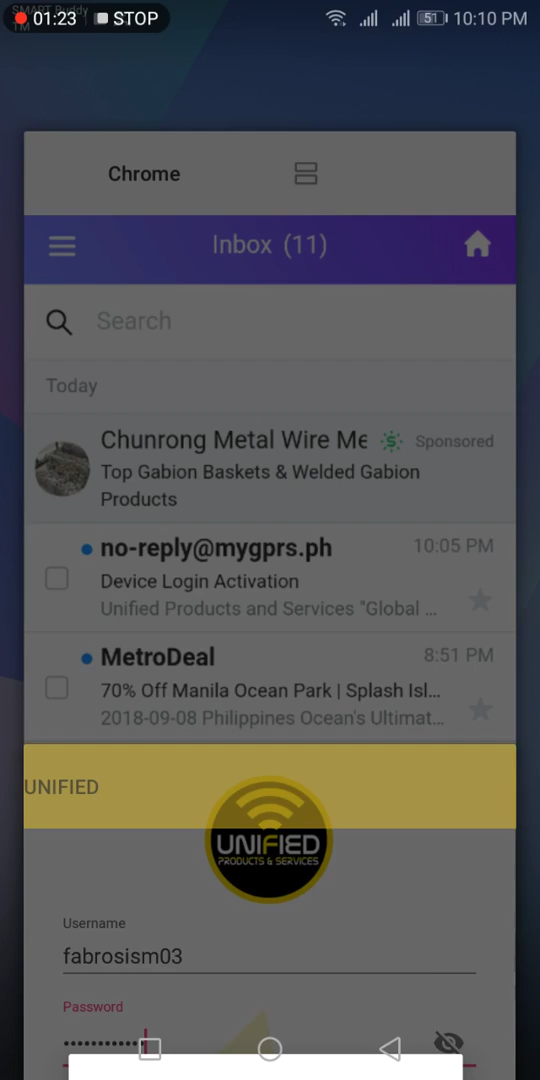 SMART Buddy
TM
01:23 STOP 51 10:10 PM
Chrome
Inbox (11)
Search
Today
Chunrong Metal Wire Me Sponsored
Top Gabion Baskets & Welded Gabion
Products
no-reply@mygprs.ph 10:05 PM
Device Login Activation
Unified Products and Services "Global ...
MetroDeal 8:51 PM
70% Off Manila Ocean Park | Splash Isl...
2018-09-08 Philippines Ocean's Ultimat...
UNIFIED
UNIFIED
PRODUCTS & SERVICES
Username
fabrosism03
Password
••••••••••••